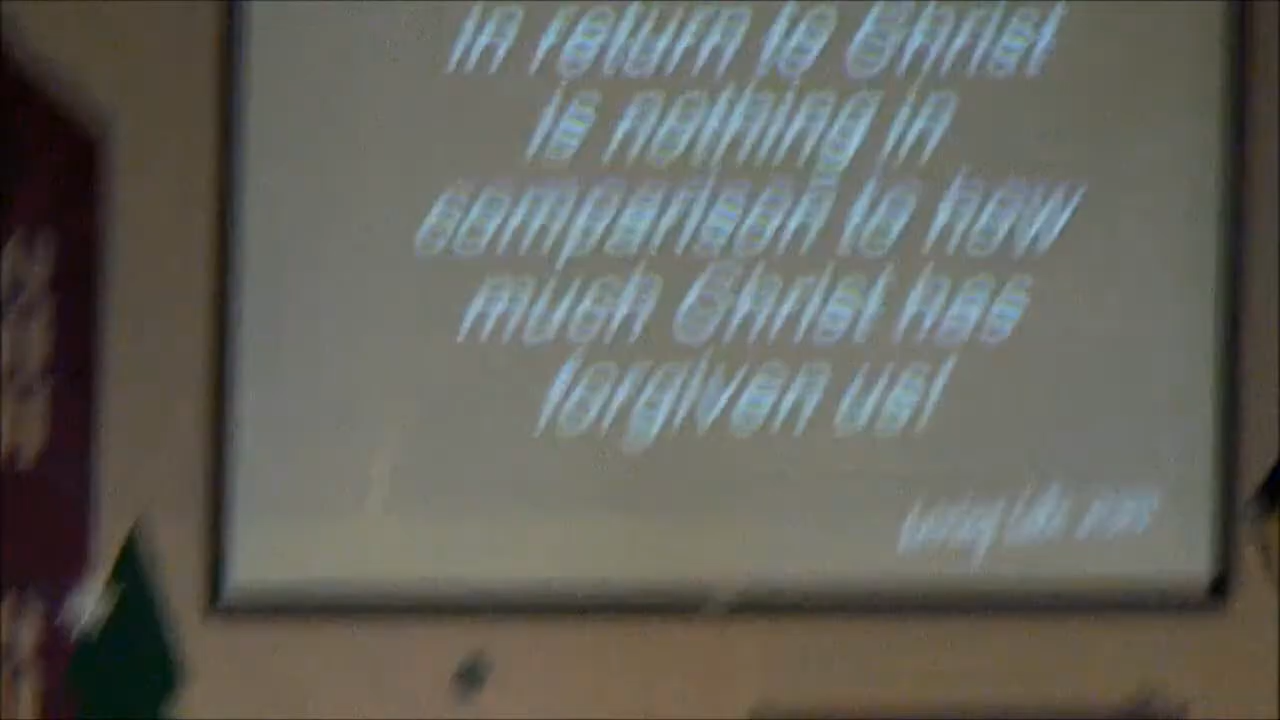 In return to Christ
is nothing in
comparison to how
much Christ has
forgiven us!